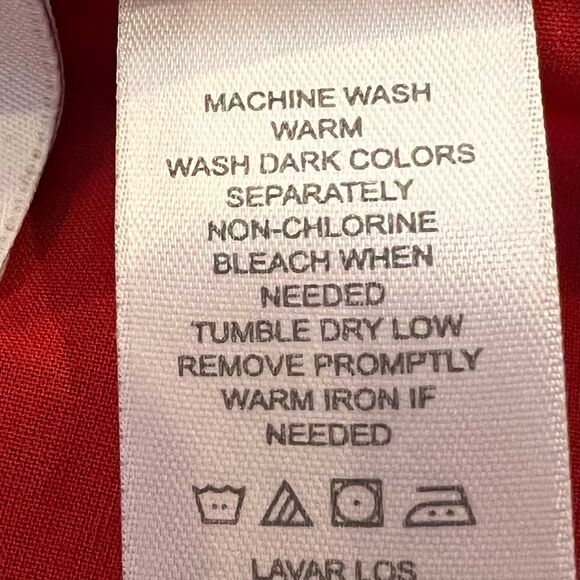 MACHINE WASH
WARM
WASH DARK COLORS
SEPARATELY
NON-CHLORINE
BLEACH WHEN
NEEDED
TUMBLE DRY LOW
REMOVE PROMPTLY
WARM IRON IF
NEEDED
LAVAR LOS